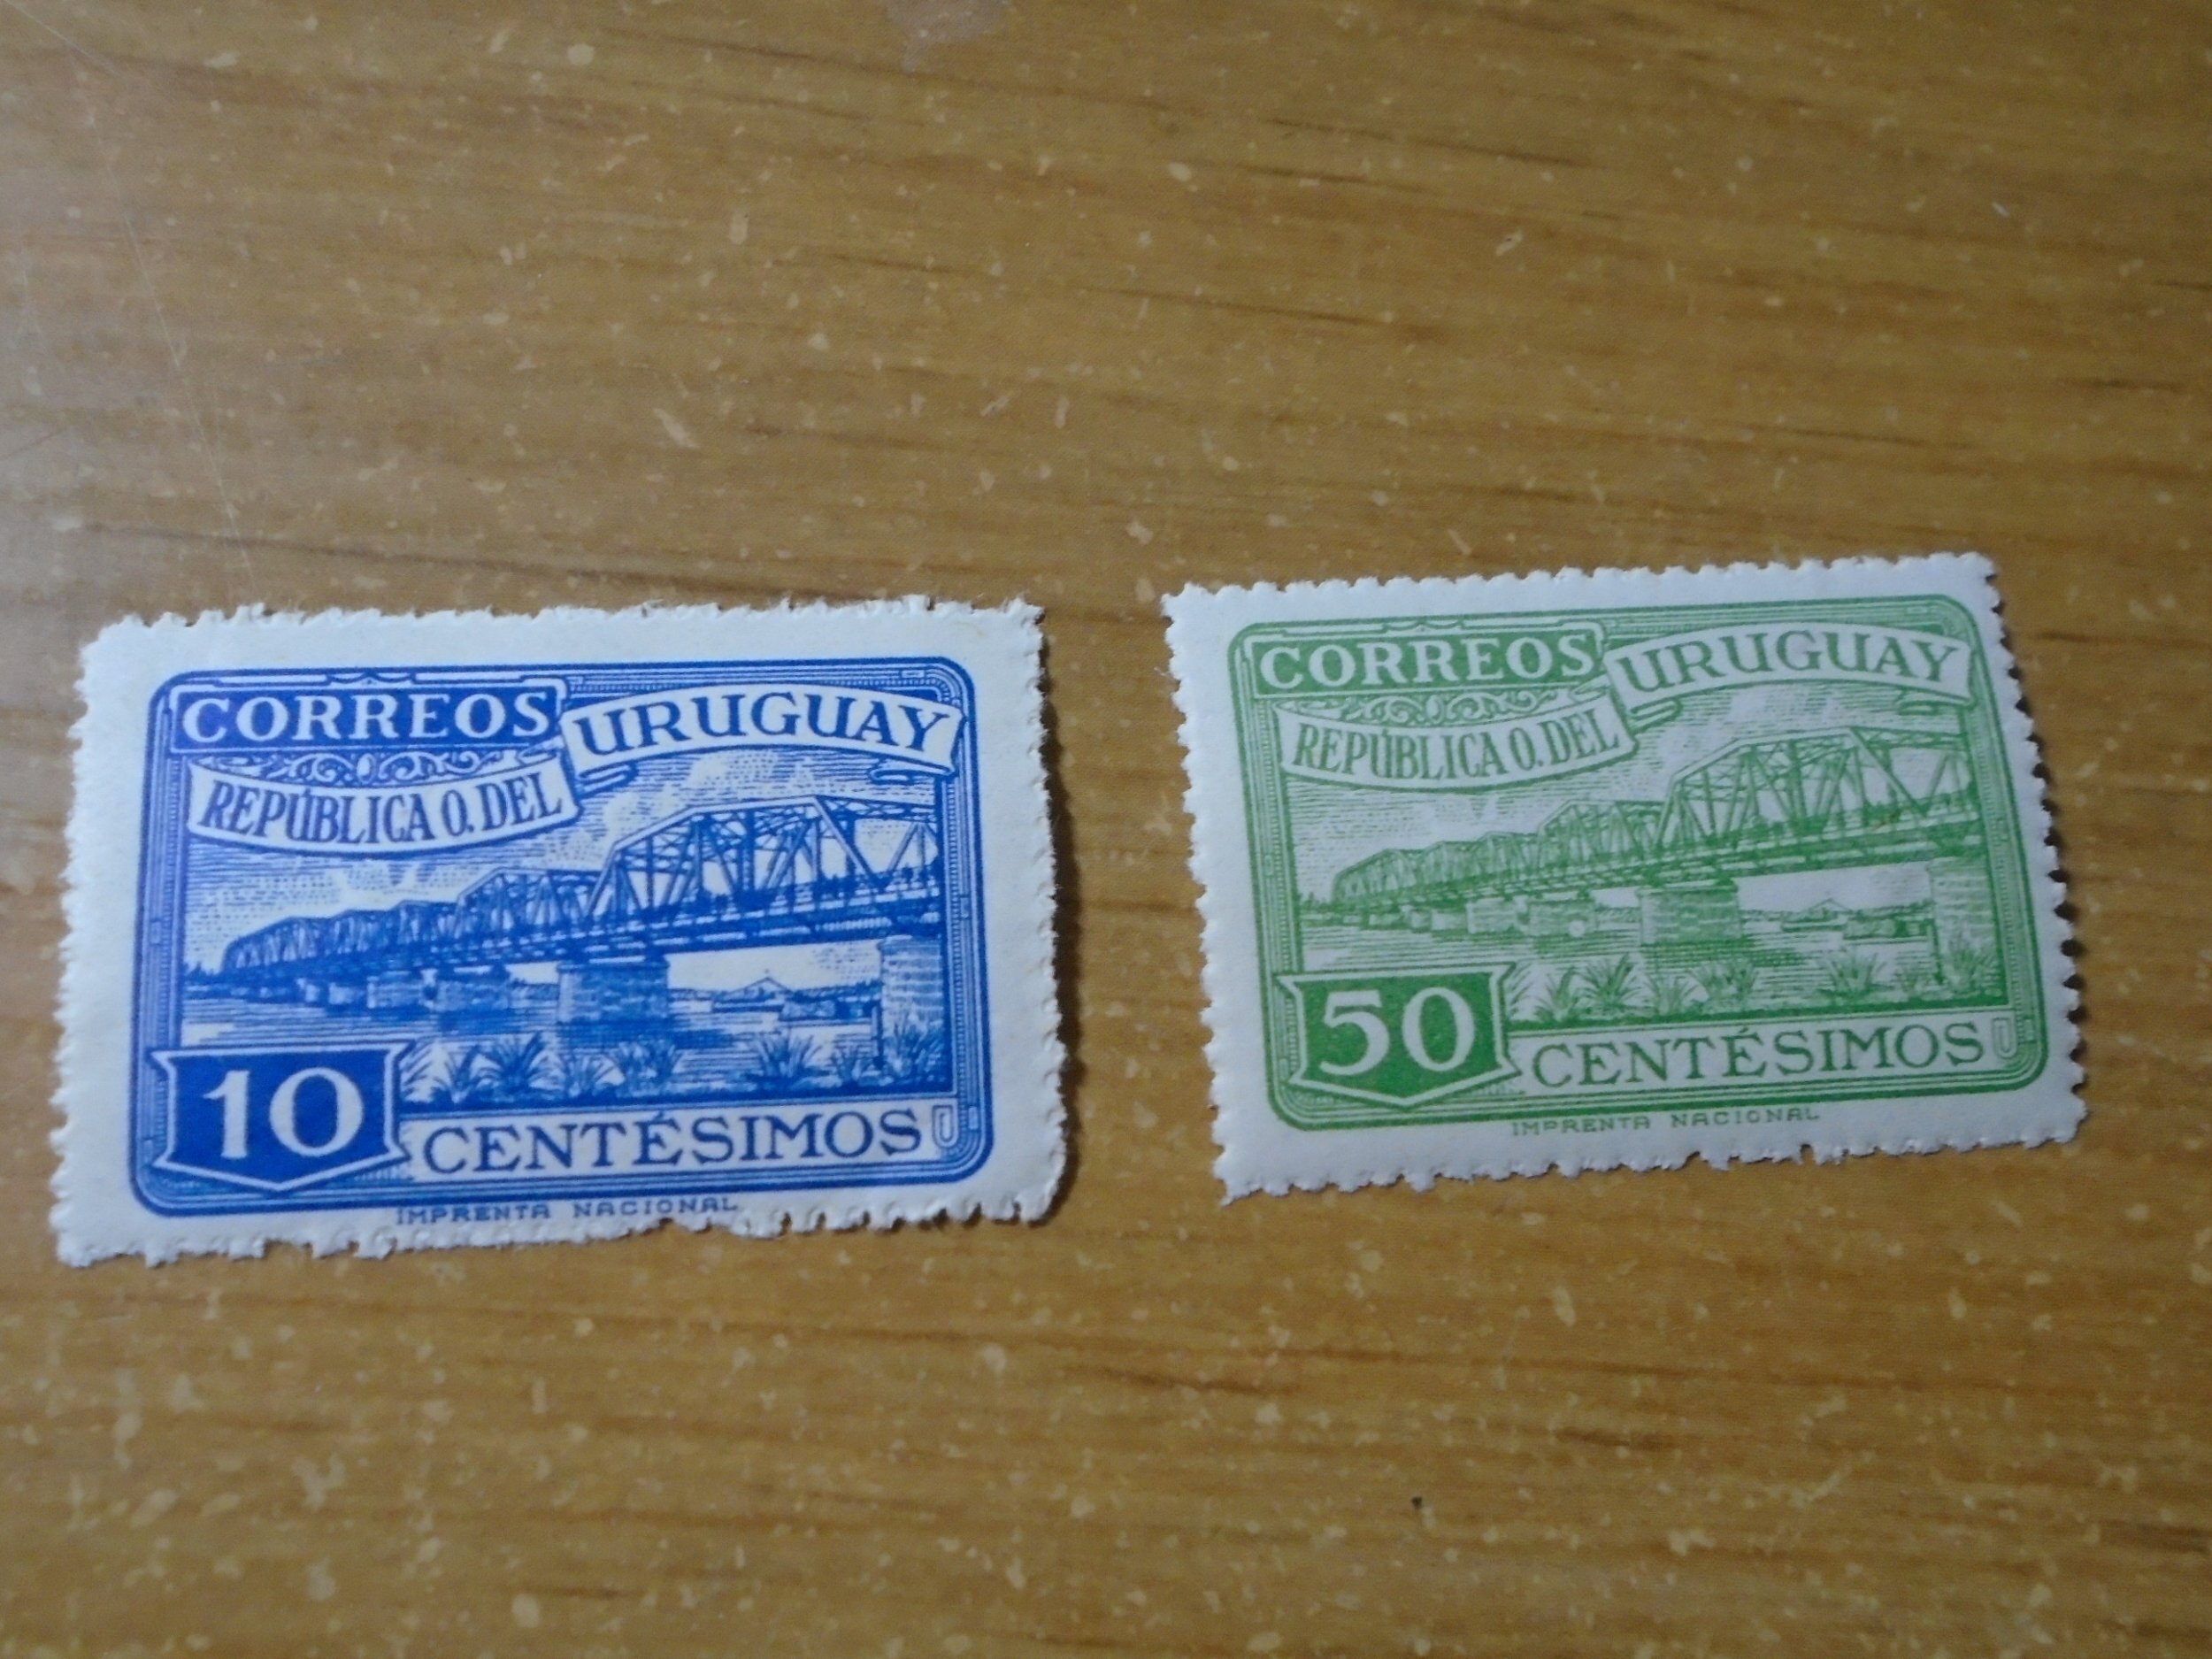 CORREOS
URUGUAY
REPÚBLICA O. DEL
10
CENTÉSIMOS
IMPRENTA NACIONAL
CORREOS
URUGUAY
REPÚBLICA O. DEL
50
CENTÉSIMOS
IMPRENTA NACIONAL